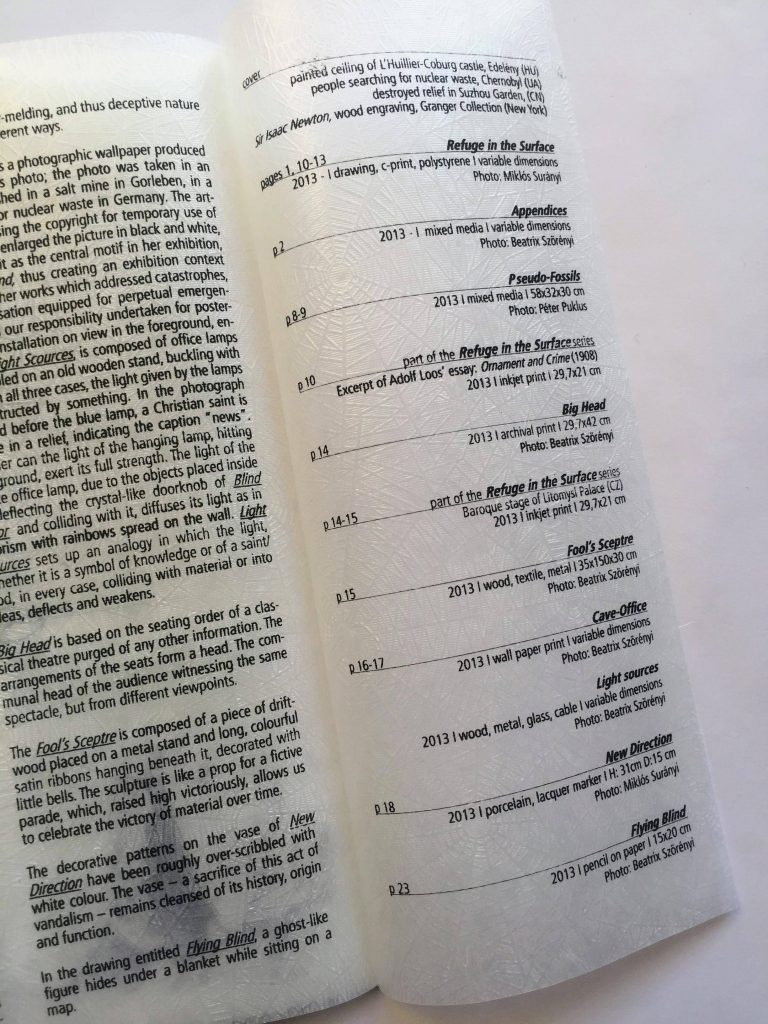 -melding, and thus deceptive nature
erent ways.
s a photographic wallpaper produced
s photo; the photo was taken in an
hed in a salt mine in Gorleben, in a
or nuclear waste in Germany. The art-
sing the copyright for temporary use of
enlarged the picture in black and white,
it as the central motif in her exhibition,
nd, thus creating an exhibition context
her works which addressed catastrophes,
sation equipped for perpetual emergen-
our responsibility undertaken for poster-
nstallation on view in the foreground, en-
ight Scources, is composed of office lamps
led on an old wooden stand, buckling with
n all three cases, the light given by the lamps
tructed by something. In the photograph
d before the blue lamp, a Christian saint is
e in a relief, indicating the caption "news".
er can the light of the hanging lamp, hitting
ground, exert its full strength. The light of the
e office lamp, due to the objects placed inside
deflecting the crystal-like doorknob of Blind
or and colliding with it, diffuses its light as in
orism with rainbows spread on the wall. Light
ources sets up an analogy in which the light,
hether it is a symbol of knowledge or of a saint/
od, in every case, colliding with material or into
leas, deflects and weakens.
Big Head is based on the seating order of a clas-
sical theatre purged of any other information. The
arrangements of the seats form a head. The com-
munal head of the audience witnessing the same
spectacle, but from different viewpoints.
The Fool's Sceptre is composed of a piece of drift-
wood placed on a metal stand and long, colourful
satin ribbons hanging beneath it, decorated with
little bells. The sculpture is like a prop for a fictive
parade, which, raised high victoriously, allows us
to celebrate the victory of material over time.
The decorative patterns on the vase of New
Direction have been roughly over-scribbled with
white colour. The vase – a sacrifice of this act of
vandalism – remains cleansed of its history, origin
and function.
In the drawing entitled Flying Blind, a ghost-like
figure hides under a blanket while sitting on a
map.
cover
painted ceiling of L'Huillier-Coburg castle, Edelény (HU)
people searching for nuclear waste, Chernobyl (UA)
destroyed relief in Suzhou Garden, (CN)
Sir Isaac Newton, wood engraving, Granger Collection (New York)
Refuge in the Surface
pages 1, 10-13
2013 - I drawing, c-print, polystyrene I variable dimensions
Photo: Miklós Surányi
Appendices
p 2
2013 - I mixed media I variable dimensions
Photo: Beatrix Szörényi
Pseudo-Fossils
p 8-9
2013 I mixed media I 58x32x30 cm
Photo: Péter Puklus
part of the Refuge in the Surface series
p 10
Excerpt of Adolf Loos' essay: Ornament and Crime (1908)
2013 I inkjet print I 29,7x21 cm
Big Head
p 14
2013 I archival print I 29,7x42 cm
Photo: Beatrix Szörényi
part of the Refuge in the Surface series
p 14-15
Baroque stage of Litomysl Palace (CZ)
2013 I inkjet print I 29,7x21 cm
Fool's Sceptre
p 15
2013 I wood, textile, metal I 35x150x30 cm
Photo: Beatrix Szörényi
Cave-Office
p 16-17
2013 I wall paper print I variable dimensions
Photo: Beatrix Szörényi
Light sources
2013 I wood, metal, glass, cable I variable dimensions
Photo: Beatrix Szörényi
New Direction
p 18
2013 I porcelain, lacquer marker I H: 31cm D:15 cm
Photo: Miklós Surányi
Flying Blind
p 23
2013 I pencil on paper I 15x20 cm
Photo: Beatrix Szörényi